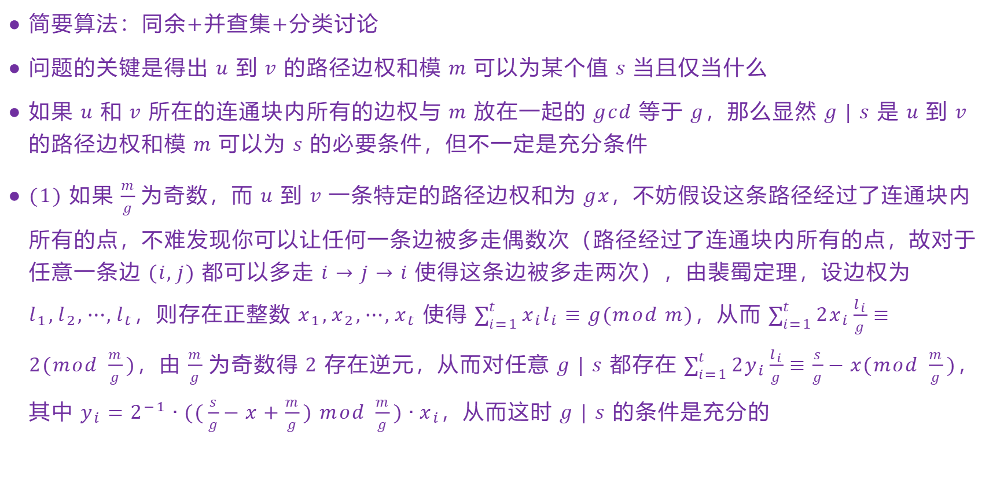 ● 简要算法：同余+并查集+分类讨论
● 问题的关键是得出 $u$ 到 $v$ 的路径边权和模 $m$ 可以为某个值 $s$ 当且仅当什么
● 如果 $u$ 和 $v$ 所在的连通块内所有的边权与 $m$ 放在一起的 $gcd$ 等于 $g$，那么显然 $g \mid s$ 是 $u$ 到 $v$
的路径边权和模 $m$ 可以为 $s$ 的必要条件，但不一定是充分条件
● (1) 如果 $\frac{m}{g}$ 为奇数，而 $u$ 到 $v$ 一条特定的路径边权和为 $gx$，不妨假设这条路径经过了连通块内
所有的点，不难发现你可以让任何一条边被多走偶数次（路径经过了连通块内所有的点，故对于
任意一条边 $(i,j)$ 都可以多走 $i \to j \to i$ 使得这条边被多走两次），由裴蜀定理，设边权为
$l_1, l_2, \cdots, l_t$，则存在正整数 $x_1, x_2, \cdots, x_t$ 使得 $\sum_{i=1}^{t} x_i l_i \equiv g (mod\ m)$，从而 $\sum_{i=1}^{t} 2x_i \frac{l_i}{g} \equiv$
$2(mod\ \frac{m}{g})$，由 $\frac{m}{g}$ 为奇数得 2 存在逆元，从而对任意 $g \mid s$ 都存在 $\sum_{i=1}^{t} 2y_i \frac{l_i}{g} \equiv \frac{s}{g} - x (mod\ \frac{m}{g})$，
其中 $y_i = 2^{-1} \cdot ((\frac{s}{g} - x + \frac{m}{g})\ mod\ \frac{m}{g}) \cdot x_i$，从而这时 $g \mid s$ 的条件是充分的